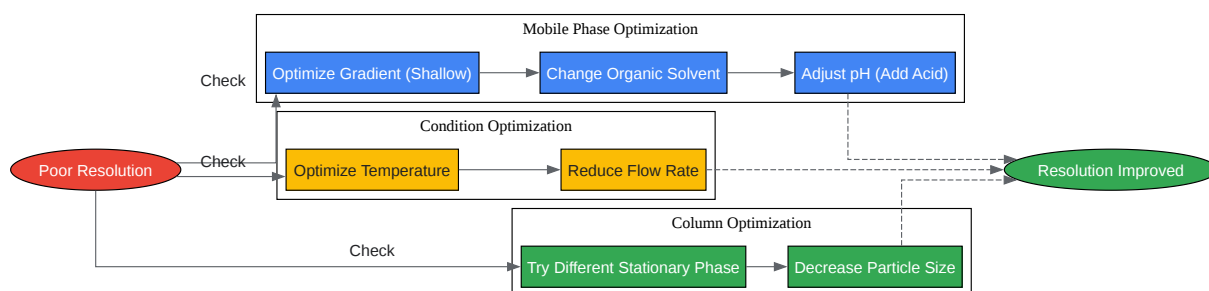 Mobile Phase Optimization
Optimize Gradient (Shallow)
Change Organic Solvent
Adjust pH (Add Acid)
Check
Condition Optimization
Poor Resolution
Check
Optimize Temperature
Reduce Flow Rate
Resolution Improved
Column Optimization
Check
Try Different Stationary Phase
Decrease Particle Size